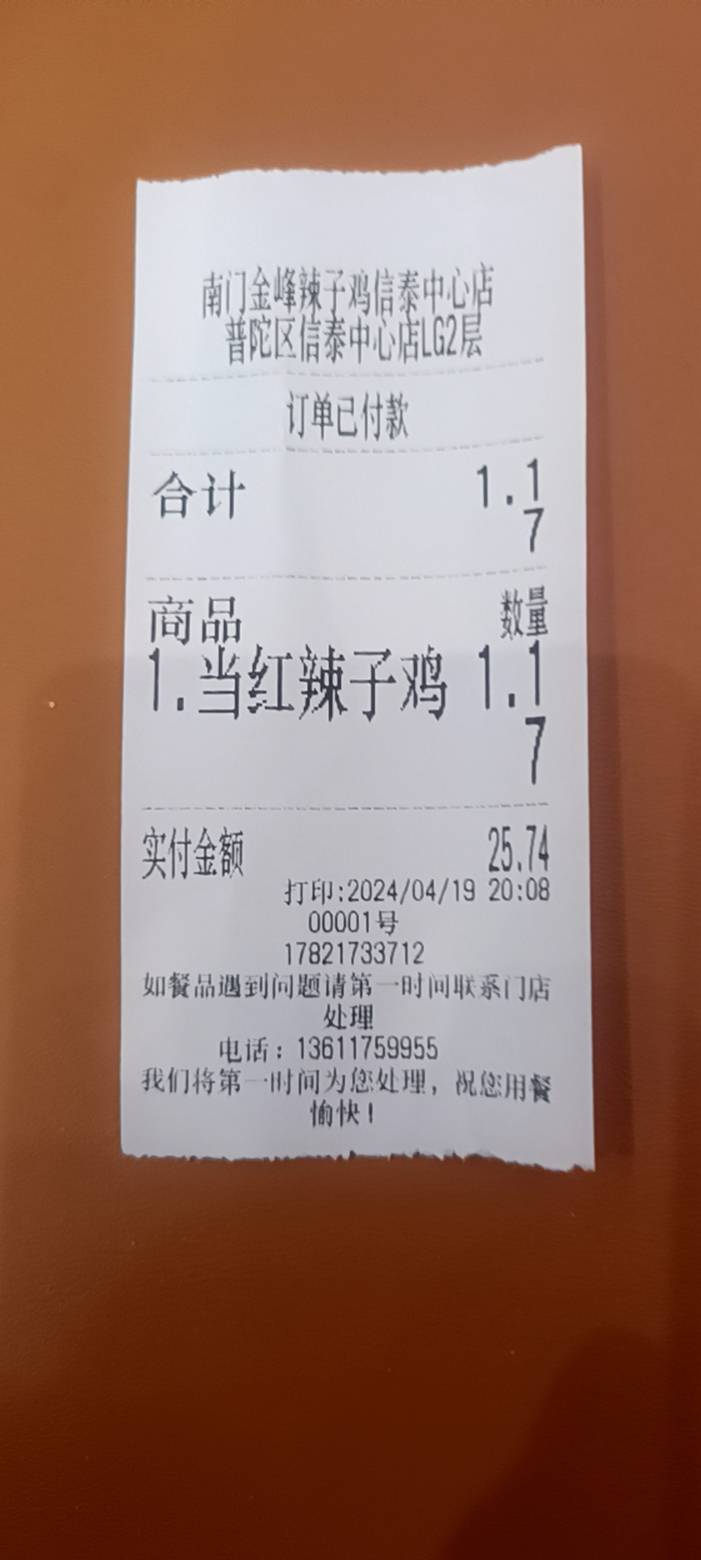 南门金峰辣子鸡信泰中心店
普陀区信泰中心店LG2层
订单已付款
合计 1.1
7
商品 数量
1.当红辣子鸡 1.1
7
实付金额 25.74
打印:2024/04/19 20:08
00001号
17821733712
如餐品遇到问题请第一时间联系门店
处理
电话：13611759955
我们将第一时间为您处理，祝您用餐
愉快！